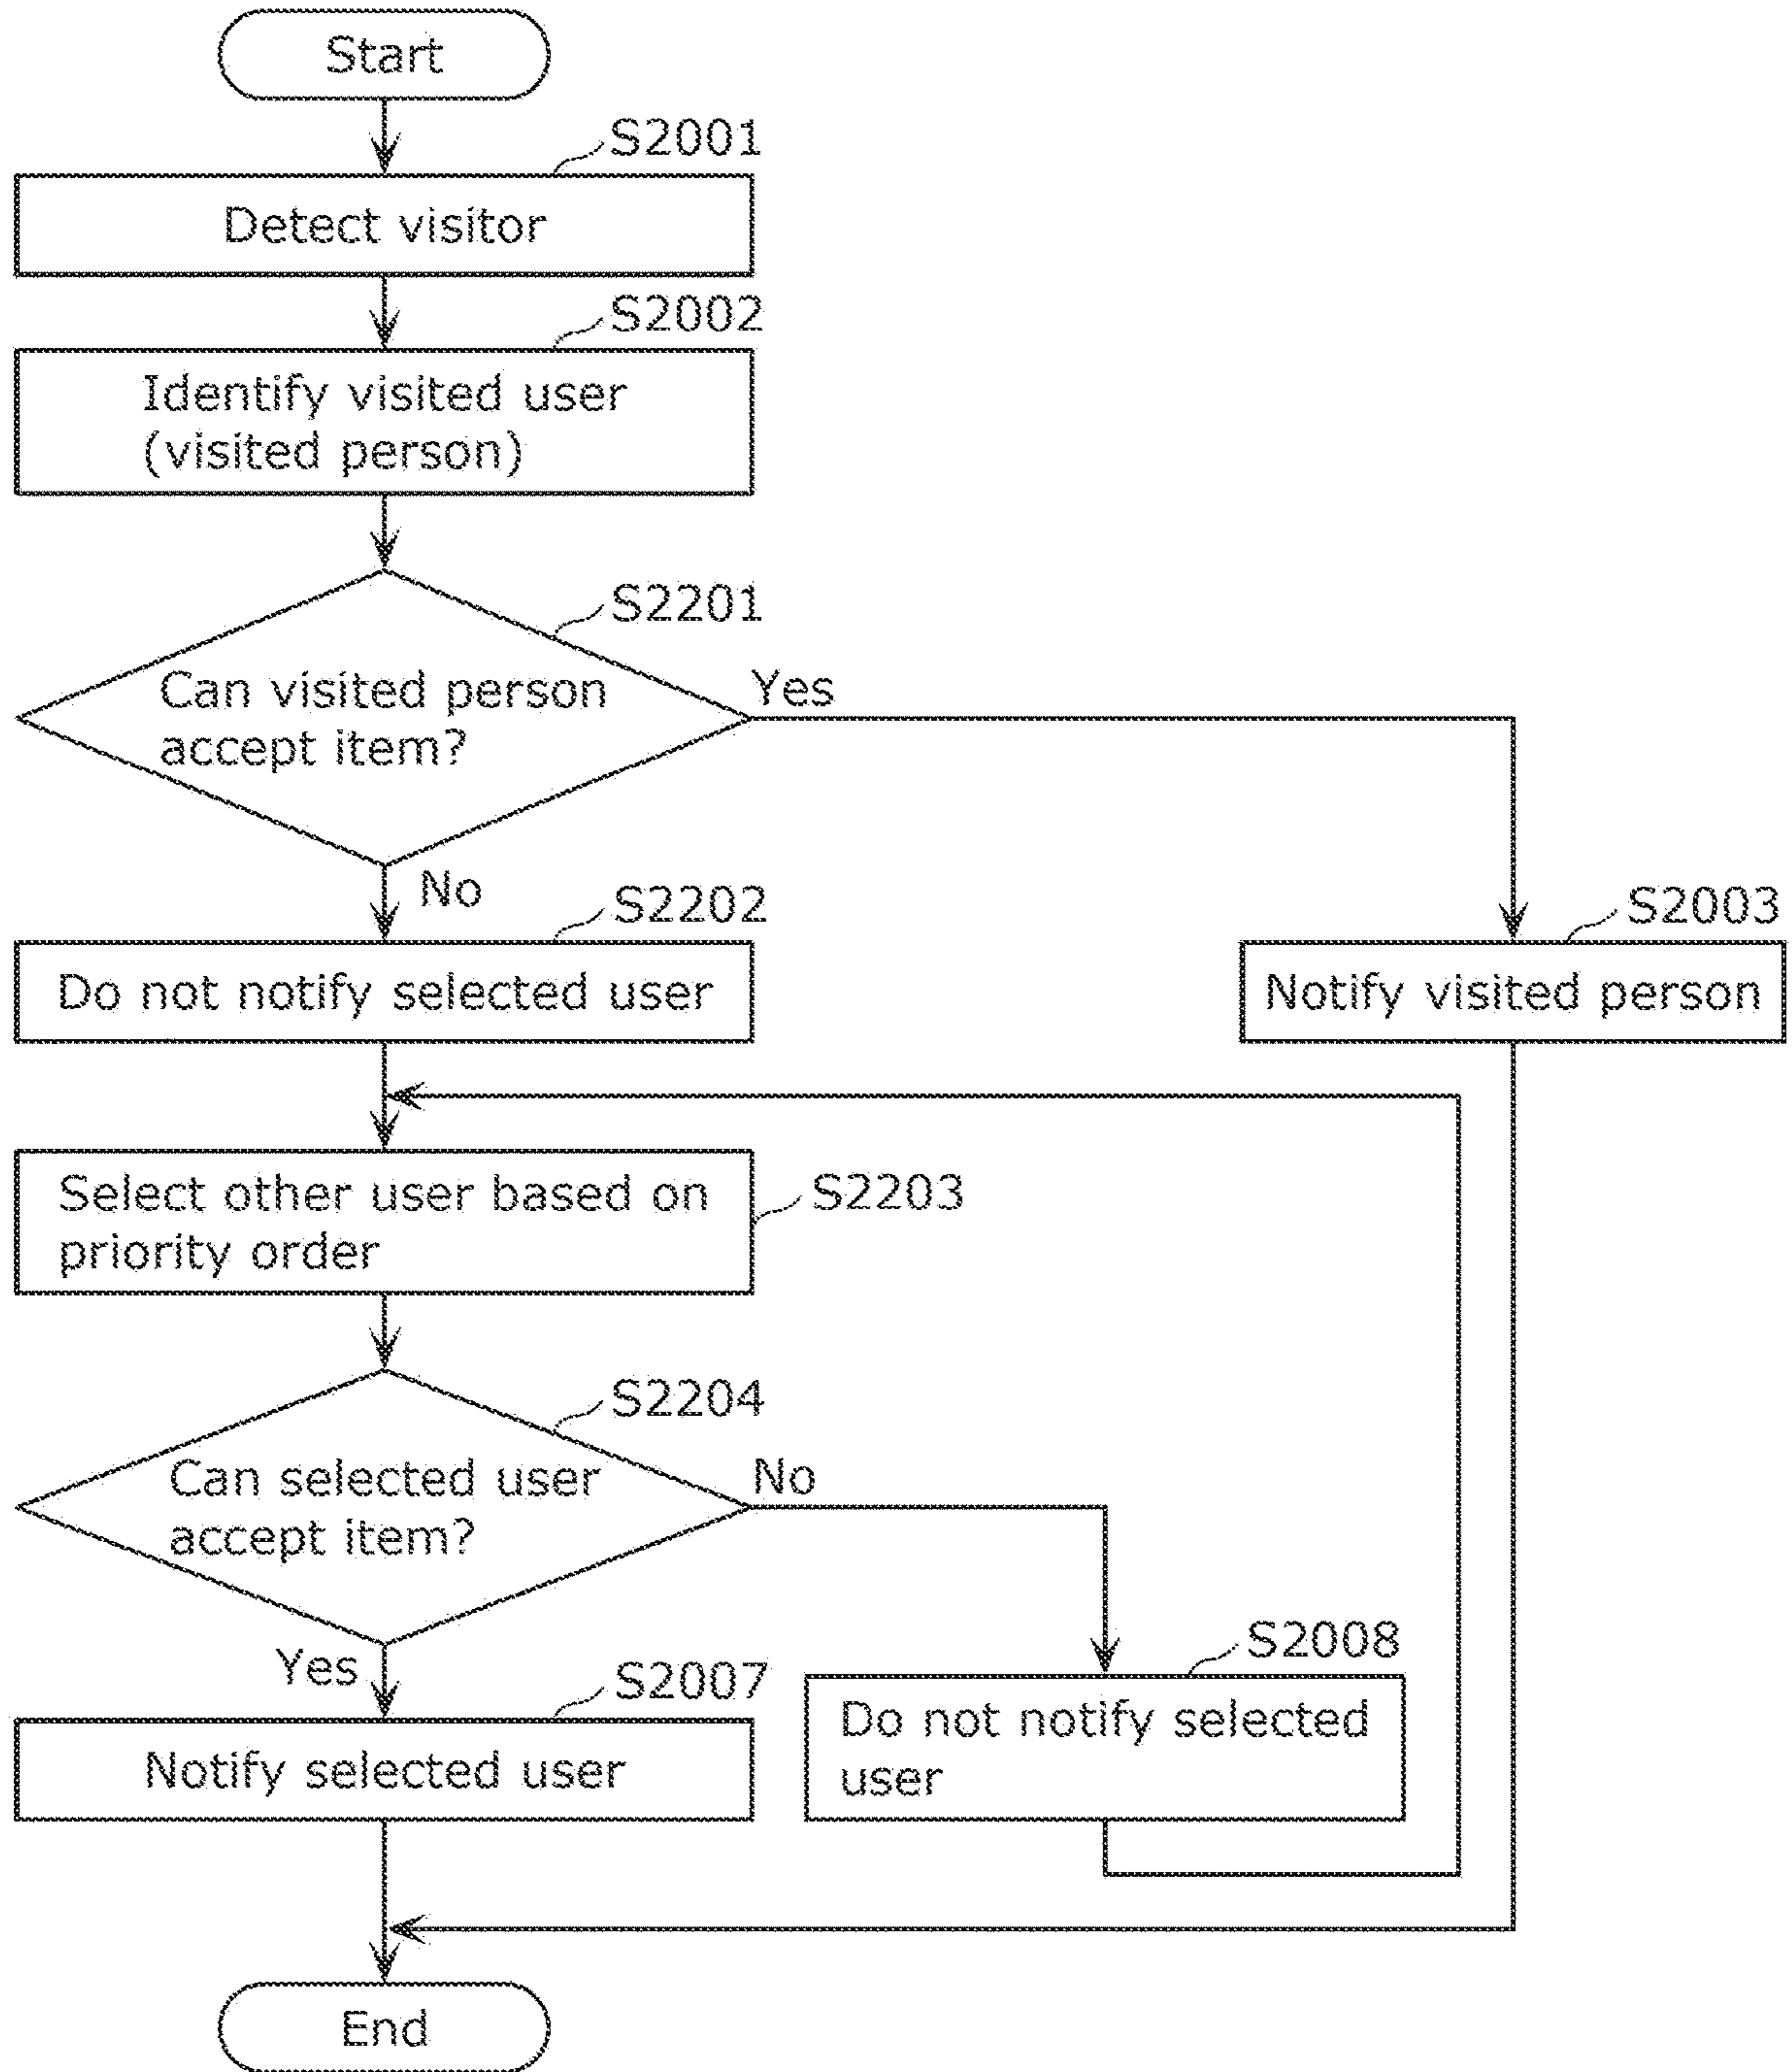 Start
S2001
Detect visitor
S2002
Identify visited user
(visited person)
S2201
Can visited person
accept item?
Yes
No
S2202
Do not notify selected user
S2003
Notify visited person
Select other user based on
priority order
S2203
S2204
Can selected user
accept item?
No
Yes
S2007
Notify selected user
S2008
Do not notify selected
user
End